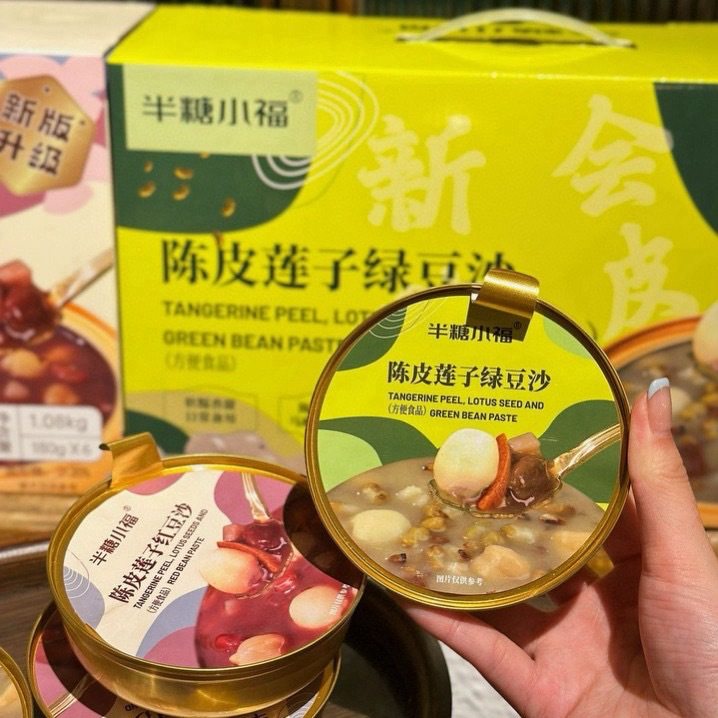 新版
升级
半糖小福®
新会皮
陈皮莲子绿豆沙
TANGERINE PEEL, LOT
GREEN BEAN PASTE
(方便食品)
1.08kg
180g X 6
半糖小福®
陈皮莲子绿豆沙
TANGERINE PEEL, LOTUS SEED AND
(方便食品) GREEN BEAN PASTE
图片仅供参考
半糖小福®
陈皮莲子红豆沙
TANGERINE PEEL, LOTUS SEEDS AND
(方便食品) RED BEAN PASTE